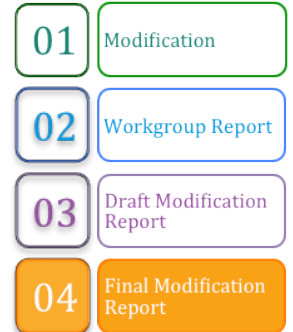 01 Modification
02 Workgroup Report
03 Draft Modification
Report
04 Final Modification
Report